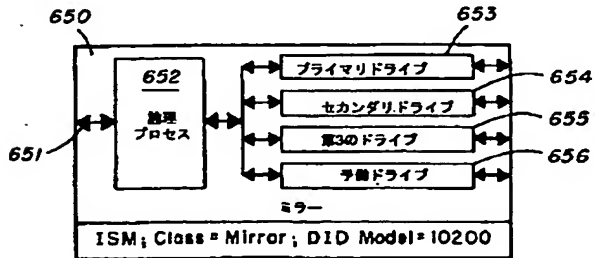 650
653
652
論理
プロセス
651
プライマリドライブ
654
セカンダリドライブ
655
第3のドライブ
656
予備ドライブ
ミラー
ISM; Class = Mirror; DID Model = 10200